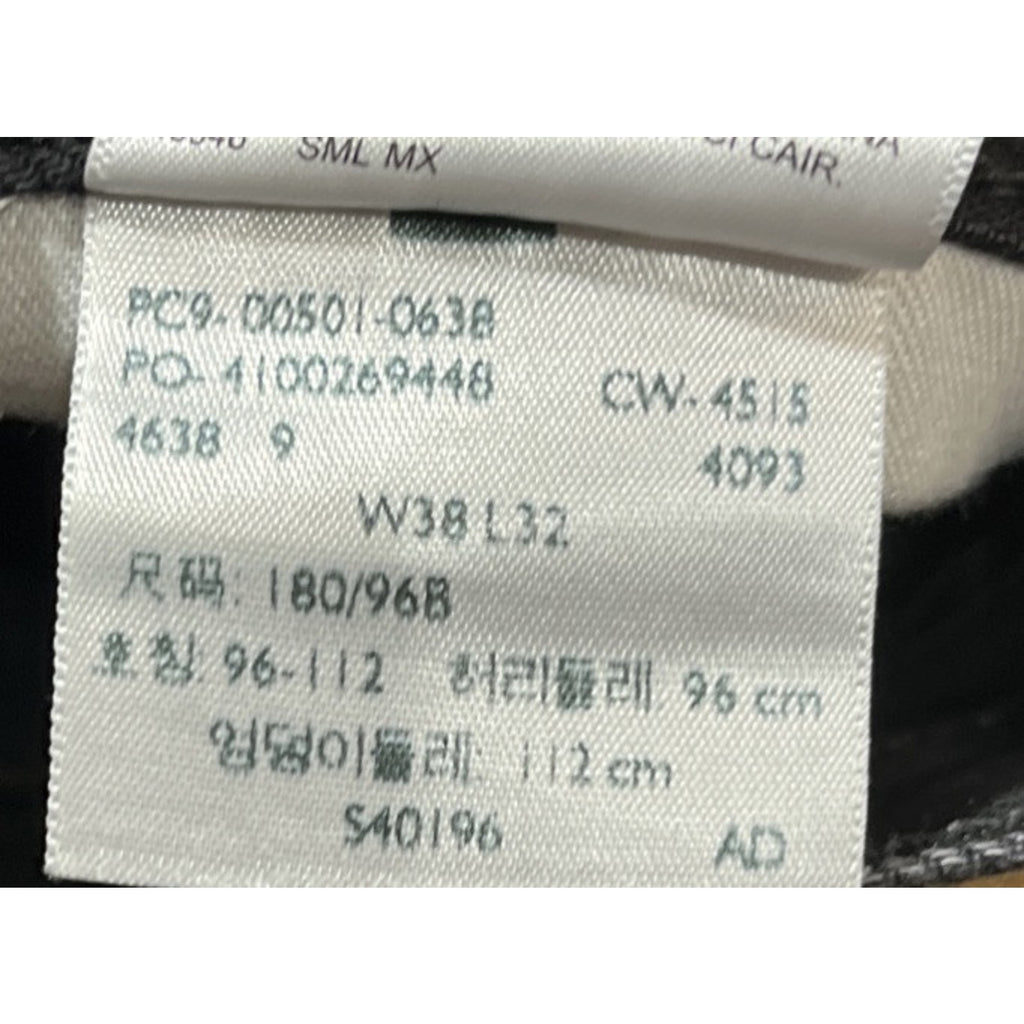 SML MX
CAIR.
PC9-00501-0638
PO-4100269448 CW-4515
4638 9 4093
W38 L32
尺码: 180/96B
호칭: 96-112 허리둘레: 96 cm
엉덩이둘레: 112 cm
S40196 AD